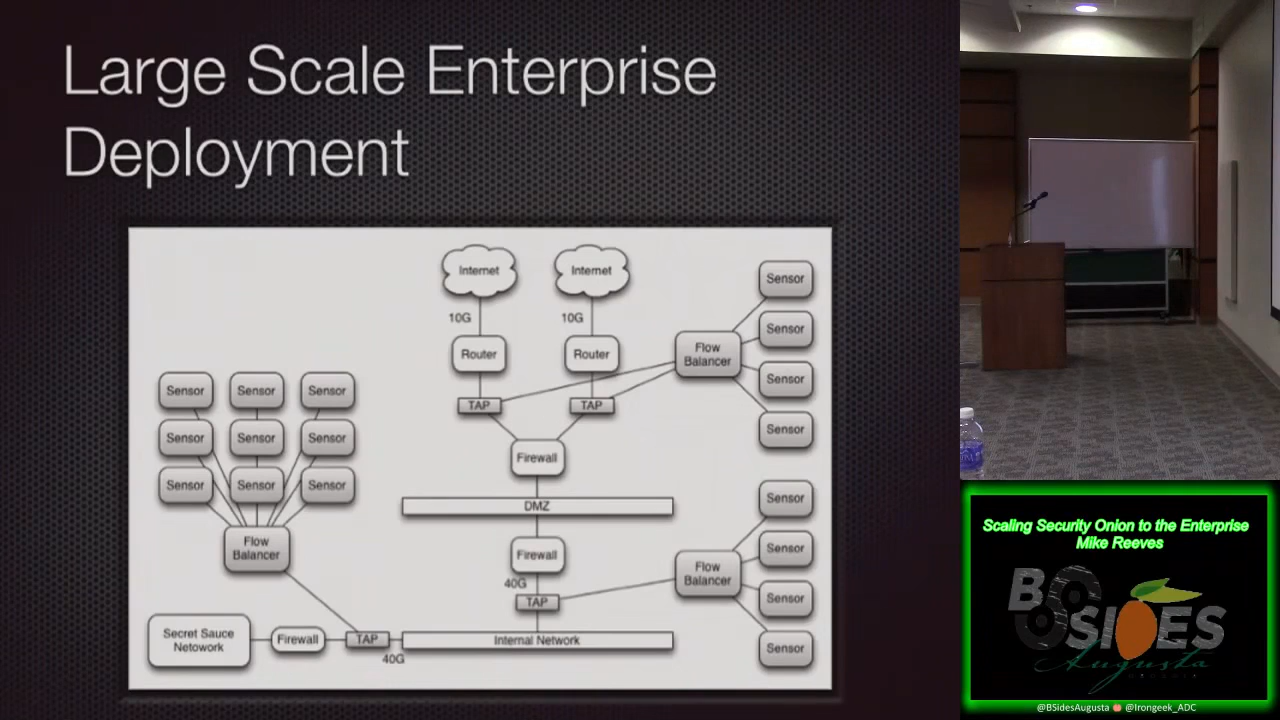 Large Scale Enterprise
Deployment
Internet
Internet
10G
10G
Router
Router
TAP
TAP
Flow
Balancer
Sensor
Sensor
Sensor
Sensor
Firewall
DMZ
Firewall
40G
TAP
Flow
Balancer
Sensor
Sensor
Sensor
Sensor
Sensor
Sensor
Sensor
Sensor
Sensor
Sensor
Sensor
Sensor
Sensor
Flow
Balancer
Secret Sauce
Netowork
Firewall
TAP
40G
Internal Network
Scaling Security Onion to the Enterprise
Mike Reeves
BSIDES
Augusta
@BSidesAugusta @Irongeek_ADC